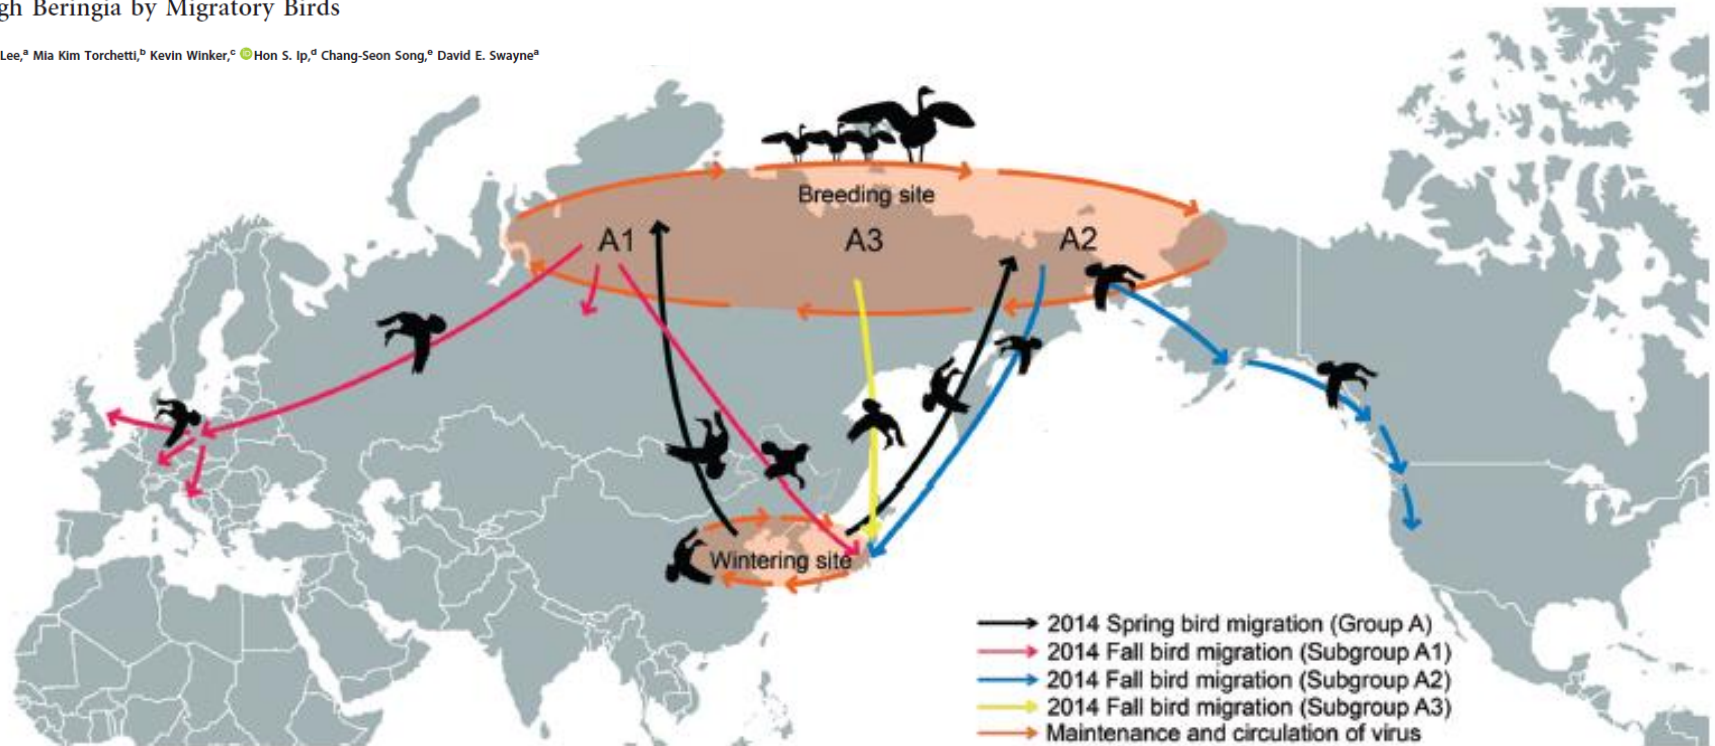 gh Beringia by Migratory Birds
Lee,a Mia Kim Torchetti,b Kevin Winker,c iD Hon S. Ip,d Chang-Seon Song,e David E. Swaynea
Breeding site
A1
A3
A2
Wintering site
2014 Spring bird migration (Group A)
2014 Fall bird migration (Subgroup A1)
2014 Fall bird migration (Subgroup A2)
2014 Fall bird migration (Subgroup A3)
Maintenance and circulation of virus